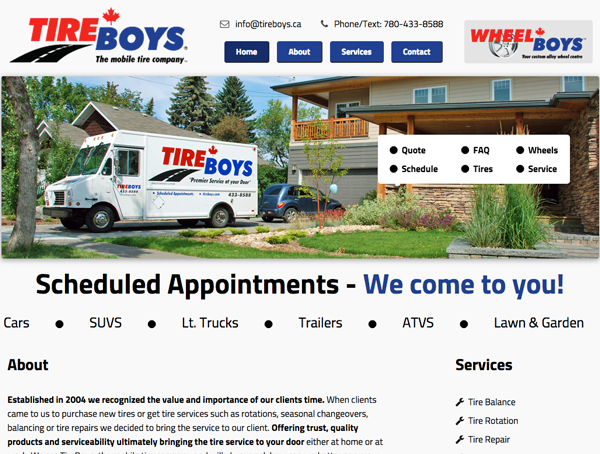 TIREBOYS
The mobile tire company
info@tireboys.ca
Phone/Text: 780-433-8588
Home
About
Services
Contact
WHEEL BOYS
Your custom alloy wheel centre
TIREBOYS
"Premier Service at your Door"
Scheduled Appointments
433-8588
TIREBOYS
433-8588
Quote
FAQ
Wheels
Schedule
Tires
Service
Scheduled Appointments - We come to you!
Cars ● SUVS ● Lt. Trucks ● Trailers ● ATVS ● Lawn & Garden
About
Established in 2004 we recognized the value and importance of our clients time. When clients
came to us to purchase new tires or get tire services such as rotations, seasonal changeovers,
balancing or tire repairs we decided to bring the service to our client. Offering trust, quality
products and serviceability ultimately bringing the tire service to your door either at home or at
Services
Tire Balance
Tire Rotation
Tire Repair